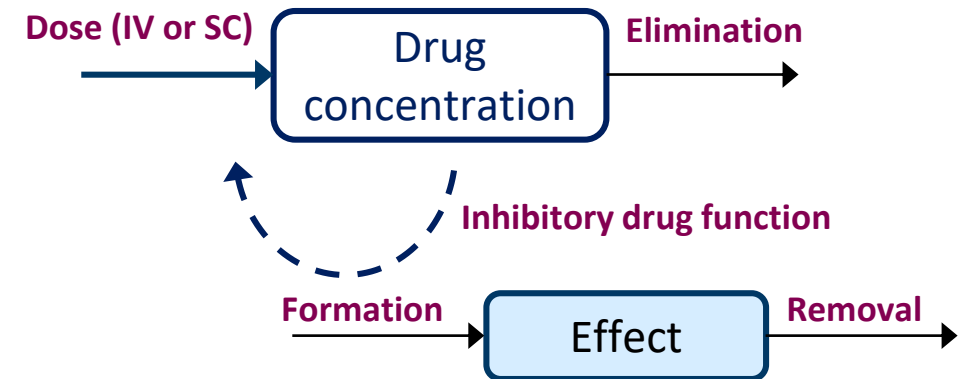 Dose (IV or SC)
Drug
concentration
Elimination
Inhibitory drug function
Formation
Effect
Removal